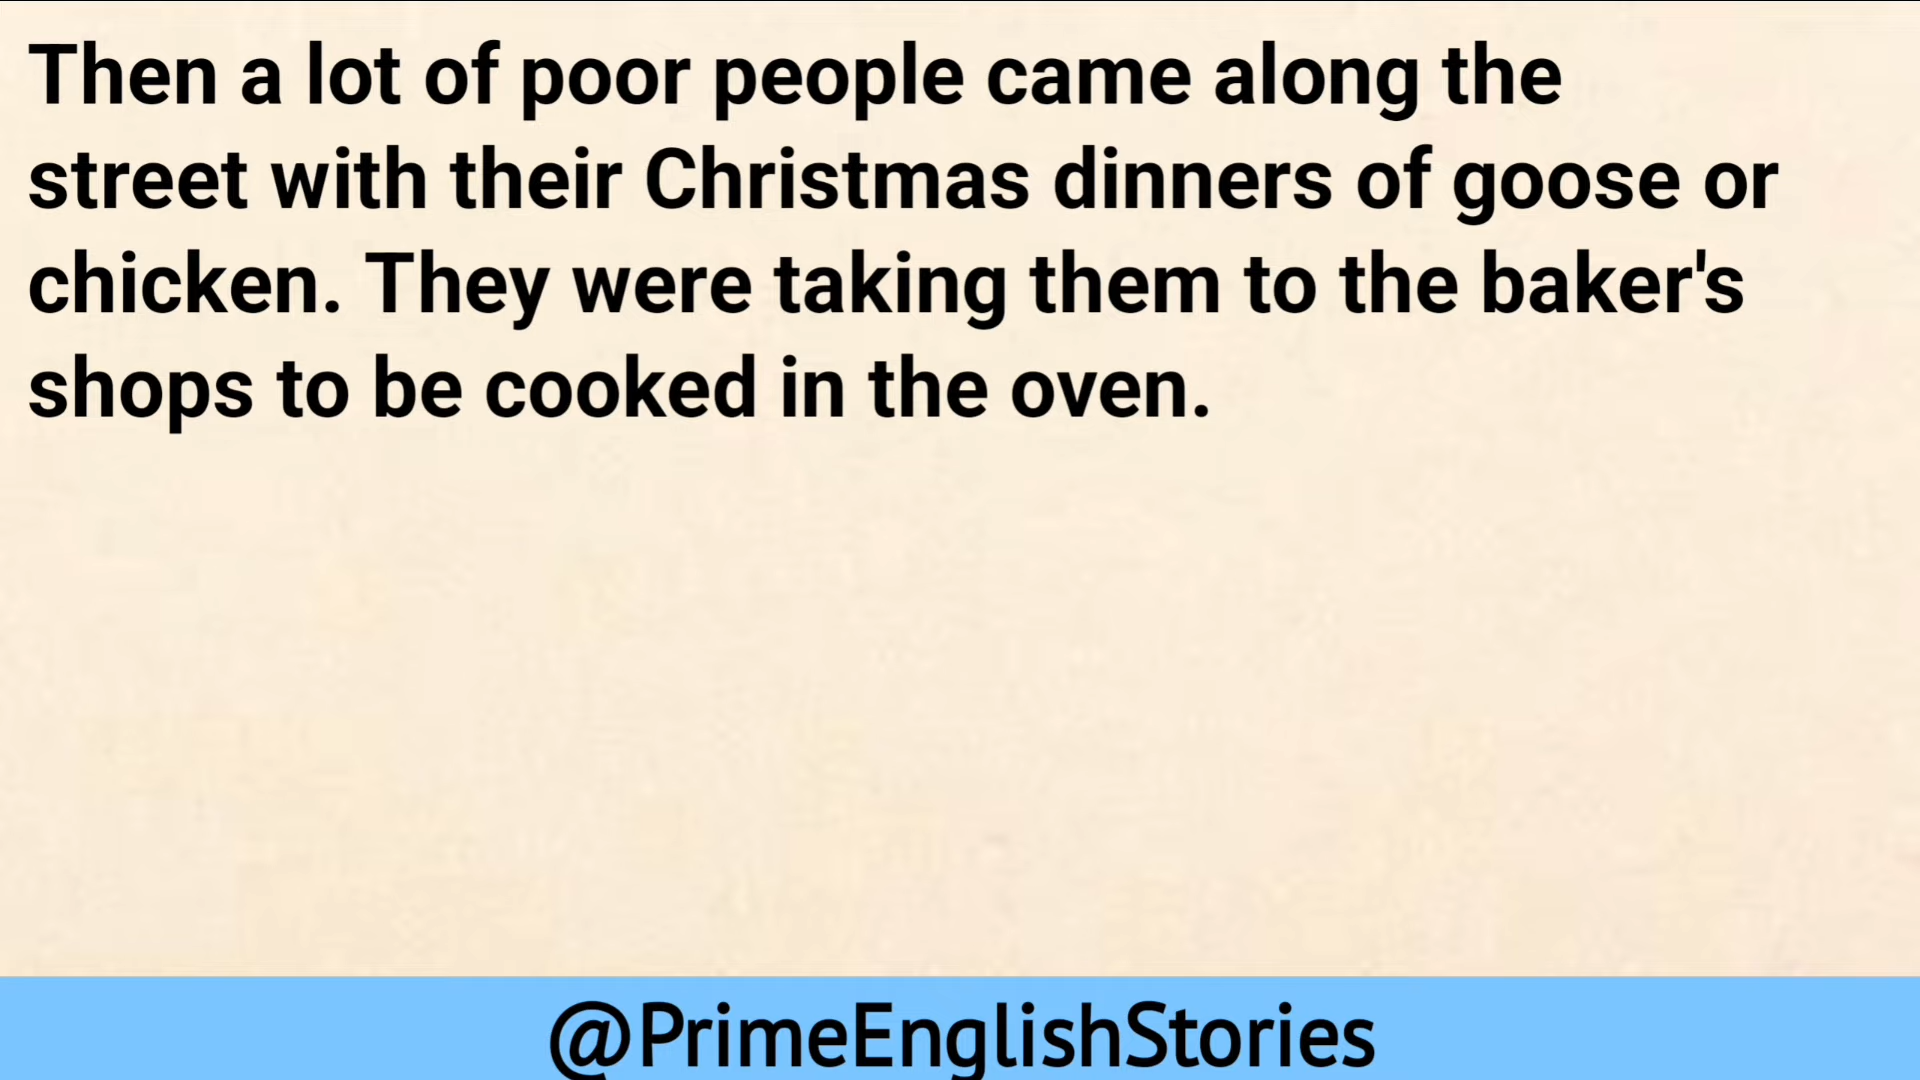 Then a lot of poor people came along the
street with their Christmas dinners of goose or
chicken. They were taking them to the baker's
shops to be cooked in the oven.
@PrimeEnglishStories